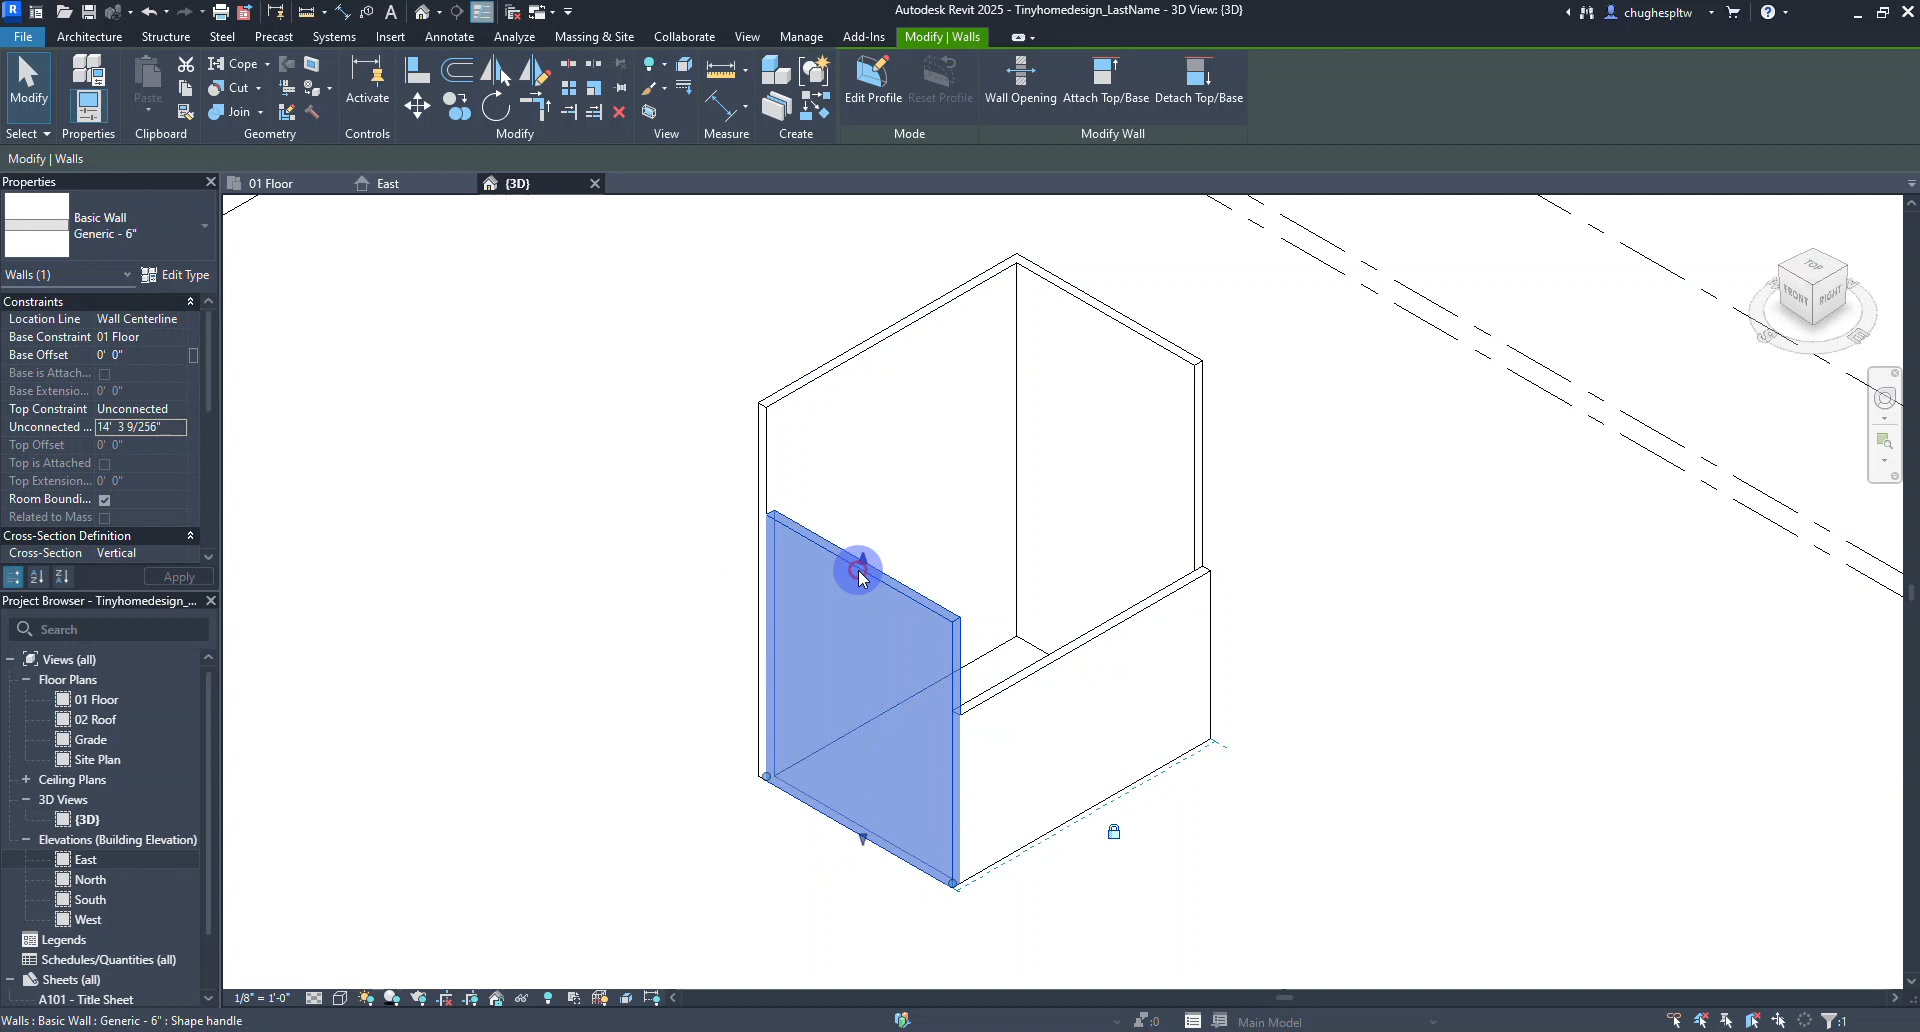 Autodesk Revit 2025 - Tinyhomedesign_LastName - 3D View: {3D}
chughespltw
File
Architecture
Structure
Steel
Precast
Systems
Insert
Annotate
Analyze
Massing & Site
Collaborate
View
Manage
Add-Ins
Modify | Walls
Modify
Paste
Cope
Cut
Join
Activate
Edit Profile
Reset Profile
Wall Opening
Attach Top/Base
Detach Top/Base
Select
Properties
Clipboard
Geometry
Controls
Modify
View
Measure
Create
Mode
Modify Wall
Modify | Walls
Properties
01 Floor
East
{3D}
Basic Wall
Generic - 6"
Walls (1)
Edit Type
Constraints
Location Line Wall Centerline
Base Constraint 01 Floor
Base Offset 0' 0"
Base is Attach...
Base Extensio... 0' 0"
Top Constraint Unconnected
Unconnected ... 14' 3 9/256"
Top Offset 0' 0"
Top is Attached
Top Extension... 0' 0"
Room Boundi...
Related to Mass
Cross-Section Definition
Cross-Section Vertical
Apply
Project Browser - Tinyhomedesign_...
Search
Views (all)
Floor Plans
01 Floor
02 Roof
Grade
Site Plan
Ceiling Plans
3D Views
{3D}
Elevations (Building Elevation)
East
North
South
West
Legends
Schedules/Quantities (all)
Sheets (all)
A101 - Title Sheet
TOP
FRONT
RIGHT
1/8" = 1'-0"
Walls : Basic Wall : Generic - 6" : Shape handle
:0
Main Model
:1